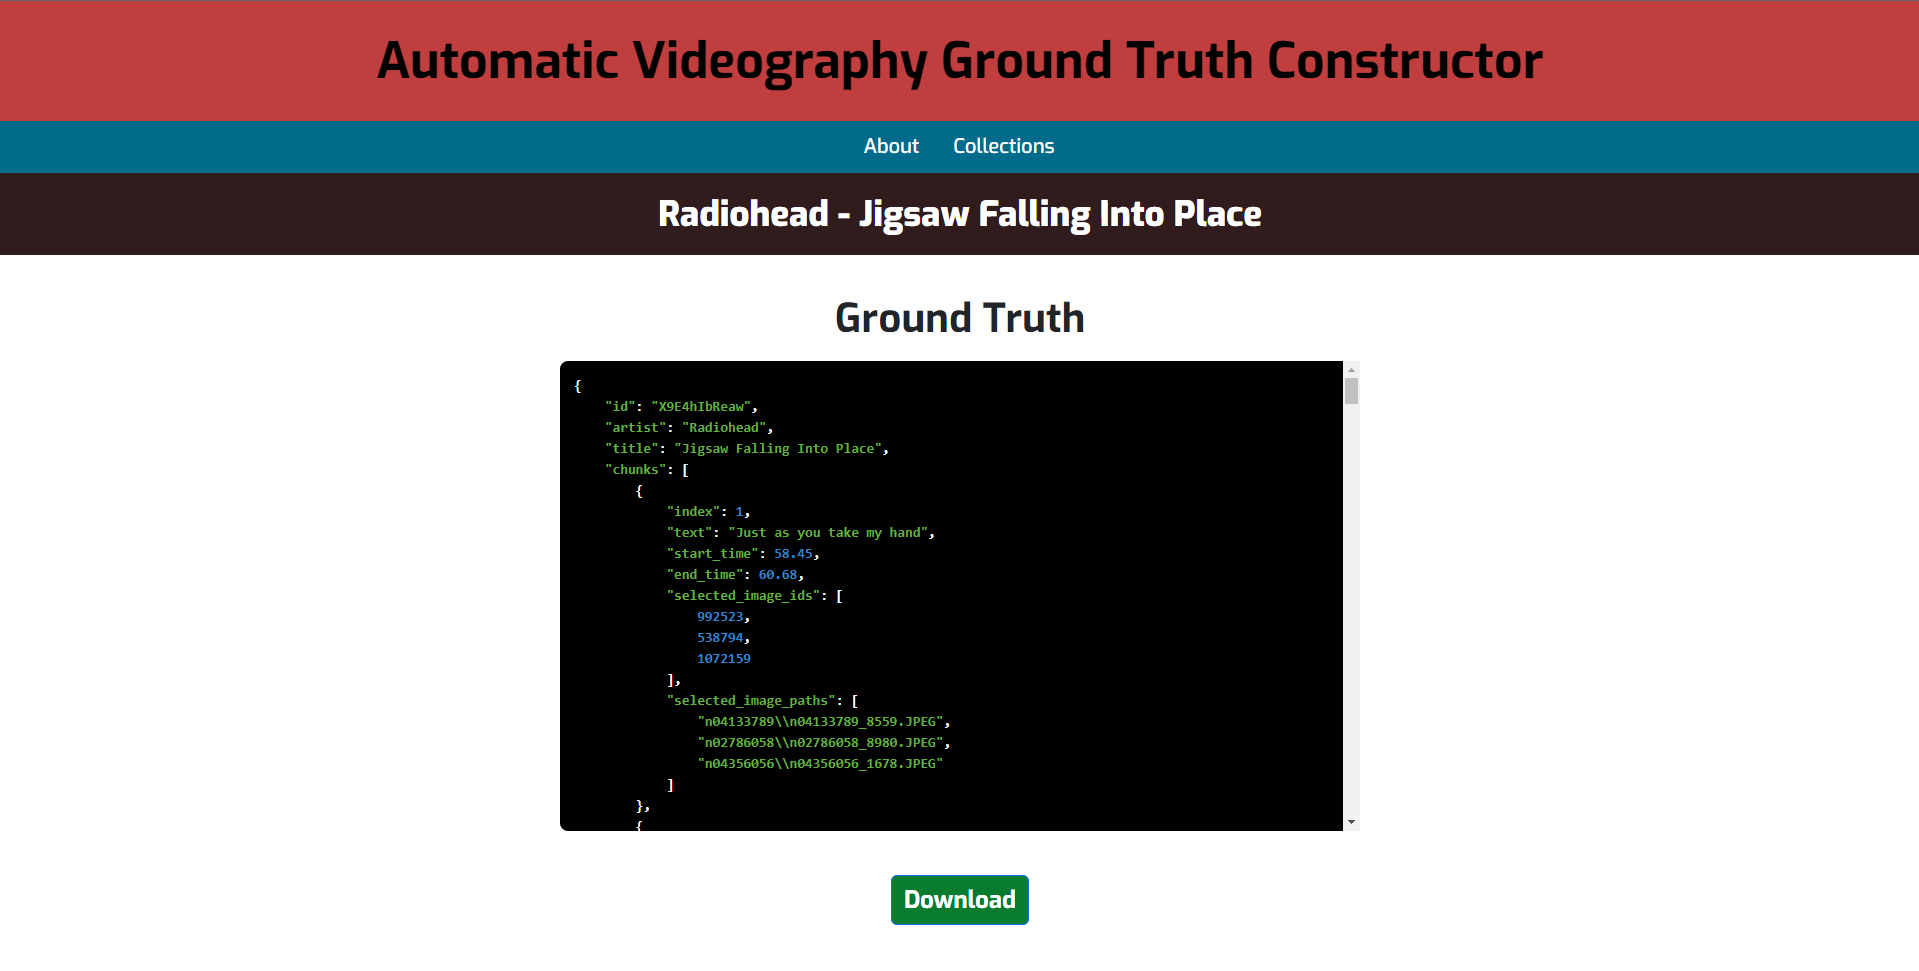 Automatic Videography Ground Truth Constructor
About Collections
Radiohead - Jigsaw Falling Into Place
Ground Truth
{
"id": "X9E4hIbReaw",
"artist": "Radiohead",
"title": "Jigsaw Falling Into Place",
"chunks": [
{
"index": 1,
"text": "Just as you take my hand",
"start_time": 58.45,
"end_time": 60.68,
"selected_image_ids": [
992523,
538794,
1072159
],
"selected_image_paths": [
"n04133789\\n04133789_8559.JPEG",
"n02786058\\n02786058_8980.JPEG",
"n04356056\\n04356056_1678.JPEG"
]
},
{
Download